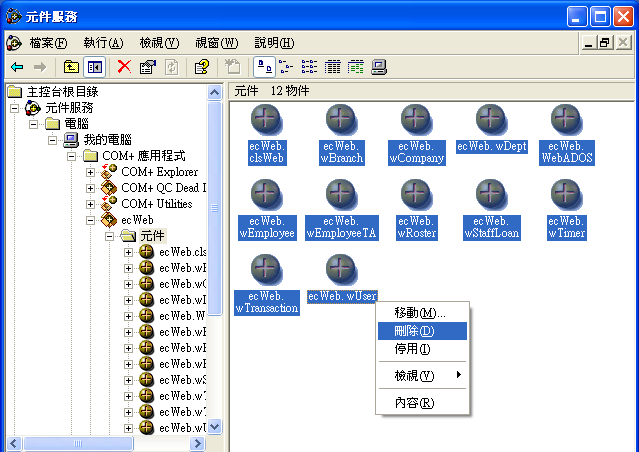 元件服務
檔案(F) 執行(A) 檢視(V) 視窗(W) 說明(H)
主控台根目錄
元件服務
電腦
我的電腦
COM+ 應用程式
COM+ Explorer
COM+ QC Dead I
COM+ Utilities
ecWeb
元件
ecWeb.cls
ecWeb.wB
ecWeb.wC
ecWeb.wD
ecWeb.W
ecWeb.wE
ecWeb.wE
ecWeb.wR
ecWeb.wS
ecWeb.wT
ecWeb.wT
ecWeb.wU
元件 12 物件
ecWeb.
clsWeb
ecWeb.
wBranch
ecWeb.
wCompany
ecWeb. wDept
ecWeb.
WebADOS
ecWeb.
wEmployee
ecWeb.
wEmployeeTA
ecWeb.
wRoster
ecWeb.
wStaffLoan
ecWeb.
wTimer
ecWeb.
wTransaction
ecWeb. wUser
移動(M)...
刪除(D)
停用(I)
檢視(V)
內容(R)